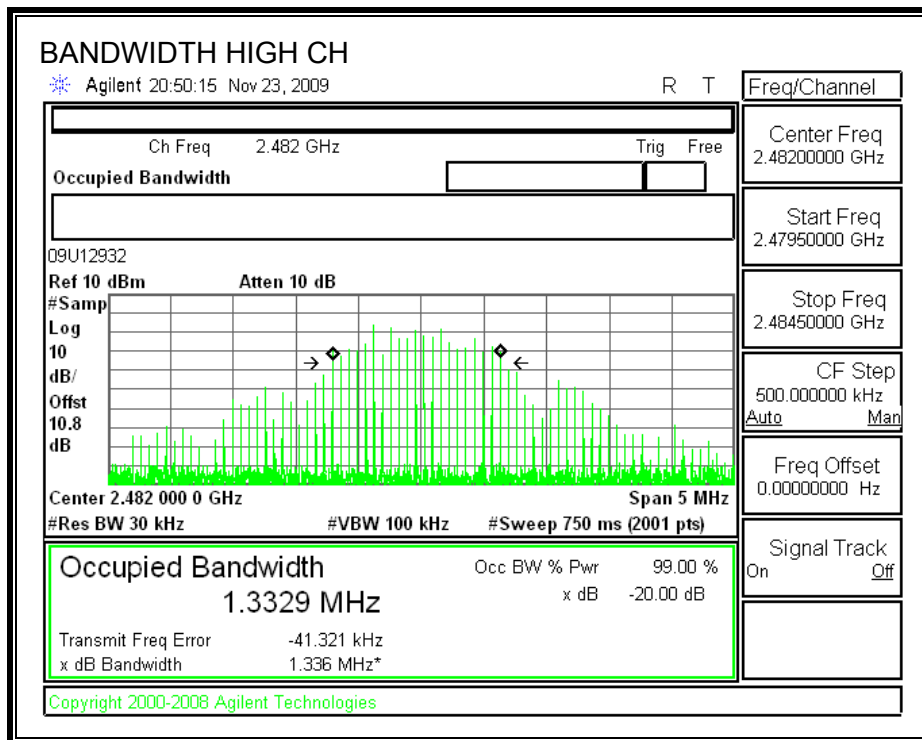 BANDWIDTH HIGH CH
Agilent 20:50:15 Nov 23, 2009 R T
Ch Freq 2.482 GHz Trig Free
Occupied Bandwidth
09U12932
Ref 10 dBm Atten 10 dB
#Samp
Log
10
dB/
Offst
10.8
dB
Center 2.482 000 0 GHz Span 5 MHz
#Res BW 30 kHz #VBW 100 kHz #Sweep 750 ms (2001 pts)
Occupied Bandwidth Occ BW % Pwr 99.00 %
1.3329 MHz x dB -20.00 dB
Transmit Freq Error -41.321 kHz
x dB Bandwidth 1.336 MHz*
Copyright 2000-2008 Agilent Technologies
Freq/Channel
Center Freq
2.48200000 GHz
Start Freq
2.47950000 GHz
Stop Freq
2.48450000 GHz
CF Step
500.000000 kHz
Auto Man
Freq Offset
0.00000000 Hz
Signal Track
On Off